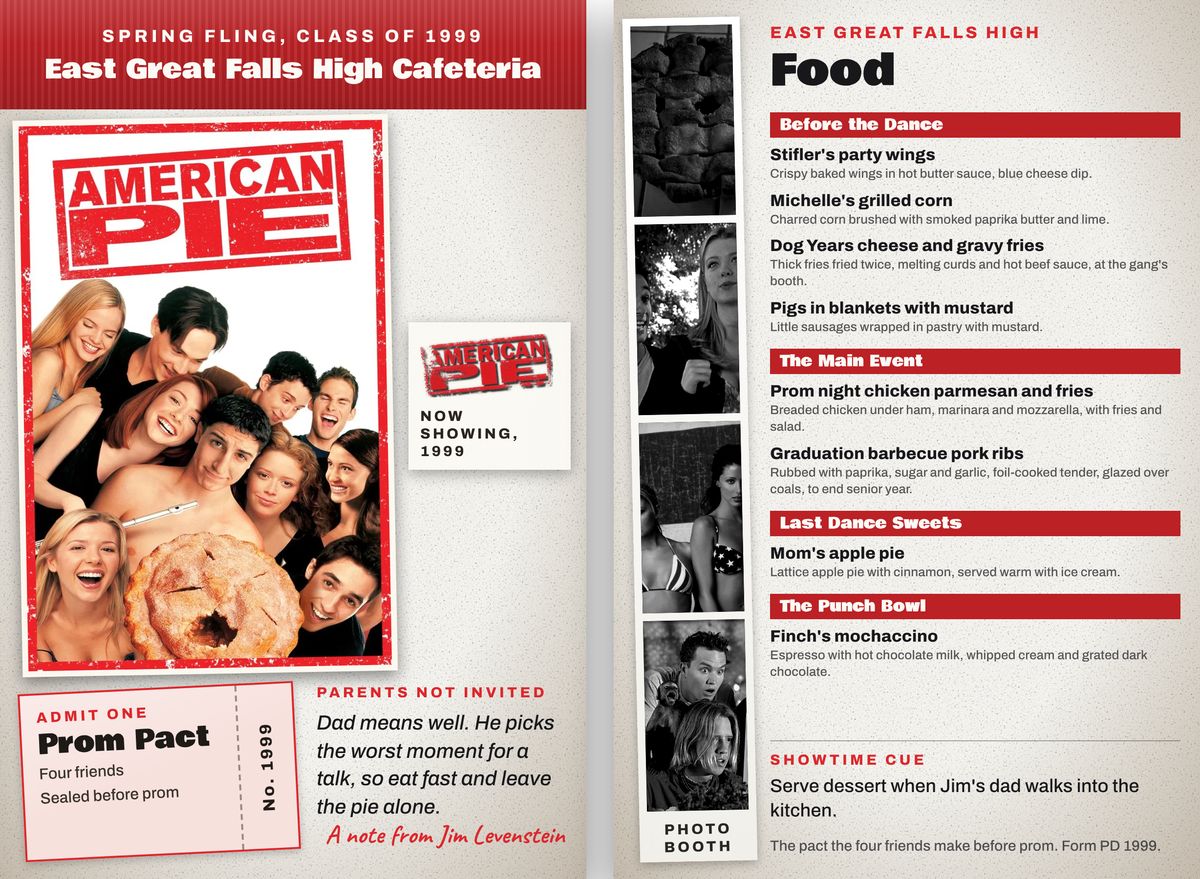 SPRING FLING, CLASS OF 1999
East Great Falls High Cafeteria
AMERICAN
PIE
AMERICAN
PIE
NOW
SHOWING,
1999
ADMIT ONE
Prom Pact
Four friends
Sealed before prom
No. 1999
PARENTS NOT INVITED
Dad means well. He picks
the worst moment for a
talk, so eat fast and leave
the pie alone.
A note from Jim Levenstein
PHOTO
BOOTH
EAST GREAT FALLS HIGH
Food
Before the Dance
Stifler's party wings
Crispy baked wings in hot butter sauce, blue cheese dip.
Michelle's grilled corn
Charred corn brushed with smoked paprika butter and lime.
Dog Years cheese and gravy fries
Thick fries fried twice, melting curds and hot beef sauce, at the gang's
booth.
Pigs in blankets with mustard
Little sausages wrapped in pastry with mustard.
The Main Event
Prom night chicken parmesan and fries
Breaded chicken under ham, marinara and mozzarella, with fries and
salad.
Graduation barbecue pork ribs
Rubbed with paprika, sugar and garlic, foil-cooked tender, glazed over
coals, to end senior year.
Last Dance Sweets
Mom's apple pie
Lattice apple pie with cinnamon, served warm with ice cream.
The Punch Bowl
Finch's mochaccino
Espresso with hot chocolate milk, whipped cream and grated dark
chocolate.
SHOWTIME CUE
Serve dessert when Jim's dad walks into the
kitchen.
The pact the four friends make before prom. Form PD 1999.